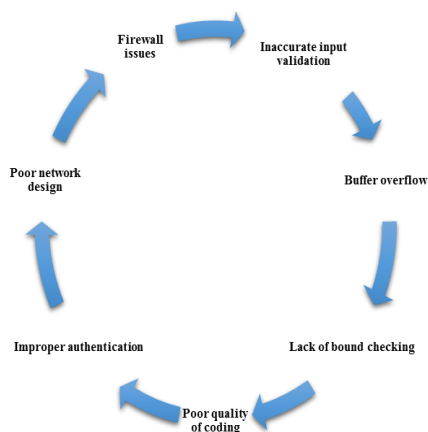 Firewall
issues
Inaccurate input
validation
Buffer overflow
Lack of bound checking
Poor quality
of coding
Improper authentication
Poor network
design